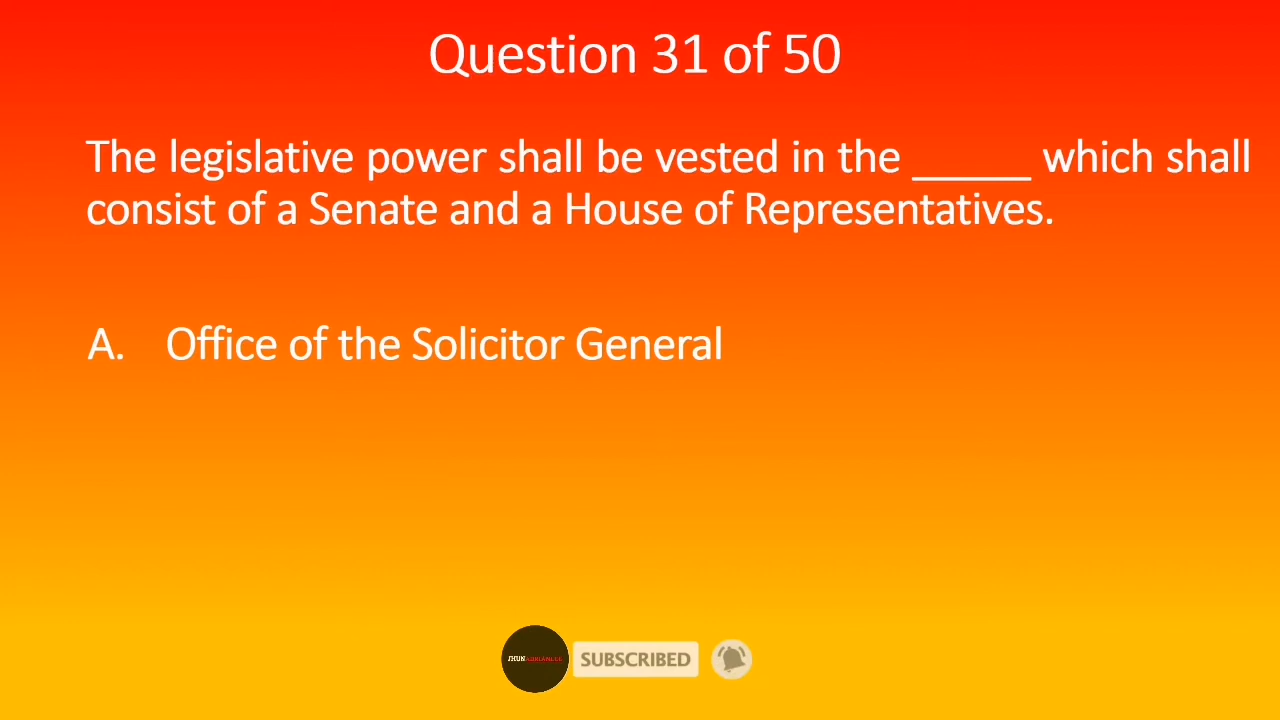 Question 31 of 50
The legislative power shall be vested in the ______ which shall
consist of a Senate and a House of Representatives.
A. Office of the Solicitor General
SUBSCRIBED